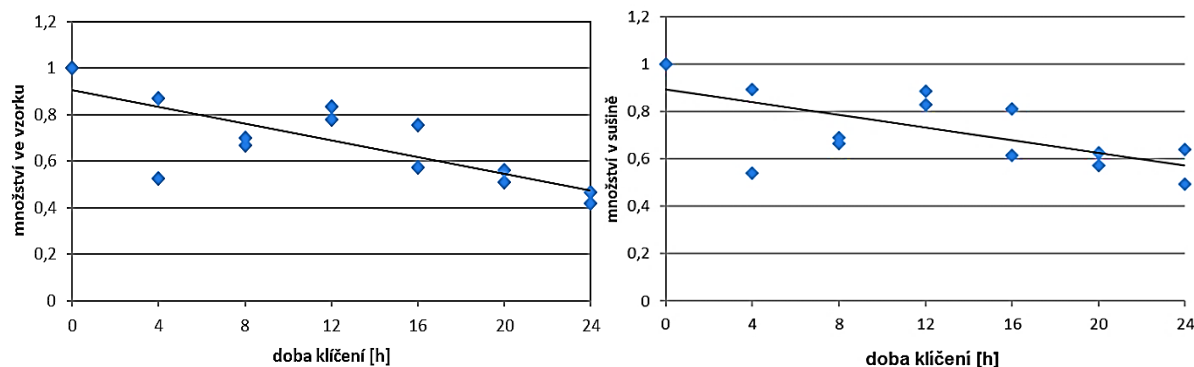 1,2
1
0,8
0,6
0,4
0,2
0
množství ve vzorku
0 4 8 12 16 20 24
doba klíčení [h]
1,2
1
0,8
0,6
0,4
0,2
0
množství v sušině
0 4 8 12 16 20 24
doba klíčení [h]